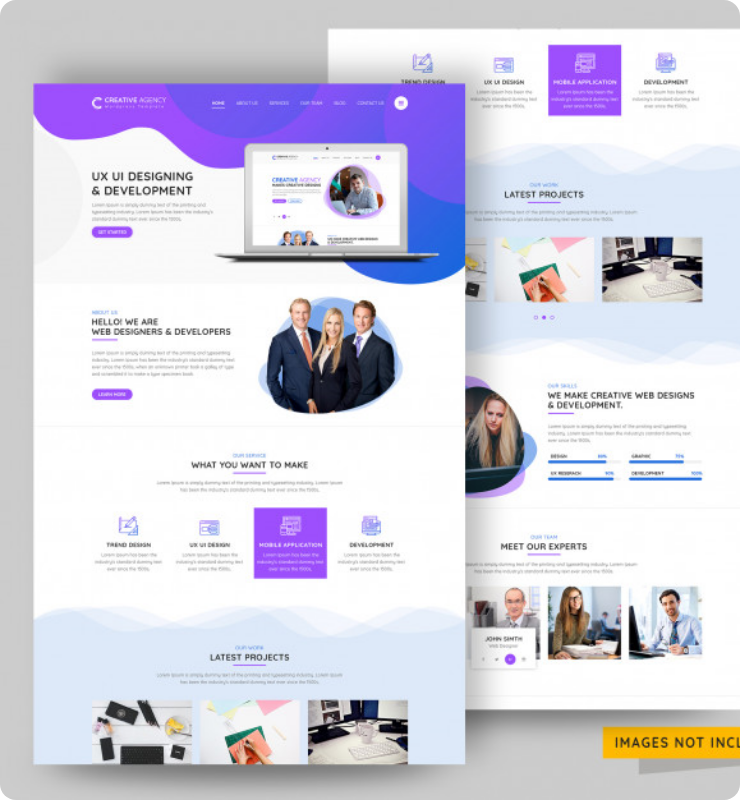 CREATIVE AGENCY
Wordpress Template
HOME ABOUT US SERVICES OUR TEAM BLOG CONTACT US
UX UI DESIGNING
& DEVELOPMENT
Lorem Ipsum is simply dummy text of the printing and
typesetting industry. Lorem Ipsum has been the industry's
standard dummy text ever since the 1500s.
GET STARTED
CREATIVE AGENCY
ABOUT US
HELLO! WE ARE
WEB DESIGNERS & DEVELOPERS
Lorem Ipsum is simply dummy text of the printing and typesetting
industry. Lorem Ipsum has been the industry's standard dummy text
ever since the 1500s, when an unknown printer took a galley of type
and scrambled it to make a type specimen book.
LEARN MORE
OUR SERVICE
WHAT YOU WANT TO MAKE
Lorem Ipsum is simply dummy text of the printing and typesetting industry. Lorem Ipsum
has been the industry's standard dummy text ever since the 1500s.
TREND DESIGN
Lorem Ipsum has been the
industry's standard dummy text
ever since the 1500s.
UX UI DESIGN
Lorem Ipsum has been the
industry's standard dummy text
ever since the 1500s.
MOBILE APPLICATION
Lorem Ipsum has been the
industry's standard dummy text
ever since the 1500s.
DEVELOPMENT
Lorem Ipsum has been the
industry's standard dummy text
ever since the 1500s.
OUR WORK
LATEST PROJECTS
Lorem Ipsum is simply dummy text of the printing and typesetting industry. Lorem Ipsum
has been the industry's standard dummy text ever since the 1500s.
TREND DESIGN
UX UI DESIGN
Lorem Ipsum has been the
industry's standard dummy text
ever since the 1500s.
MOBILE APPLICATION
Lorem Ipsum has been the
industry's standard dummy text
ever since the 1500s.
DEVELOPMENT
Lorem Ipsum has been the
industry's standard dummy text
ever since the 1500s.
OUR WORK
LATEST PROJECTS
simply dummy text of the printing and typesetting industry. Lorem Ipsum
has been the industry's standard dummy text ever since the 1500s.
OUR SKILLS
WE MAKE CREATIVE WEB DESIGNS
& DEVELOPMENT.
Lorem Ipsum is simply dummy text of the printing and typesetting
industry. Lorem Ipsum has been the industry's standard dummy text
ever since the 1500s.
DESIGN
GRAPHIC 75%
UX RESEARCH 90%
DEVELOPMENT 100%
OUR TEAM
MEET OUR EXPERTS
simply dummy text of the printing and typesetting industry. Lorem Ipsum
has been the industry's standard dummy text ever since the 1500s.
JOHN SMITH
Web Designer
IMAGES NOT INCL